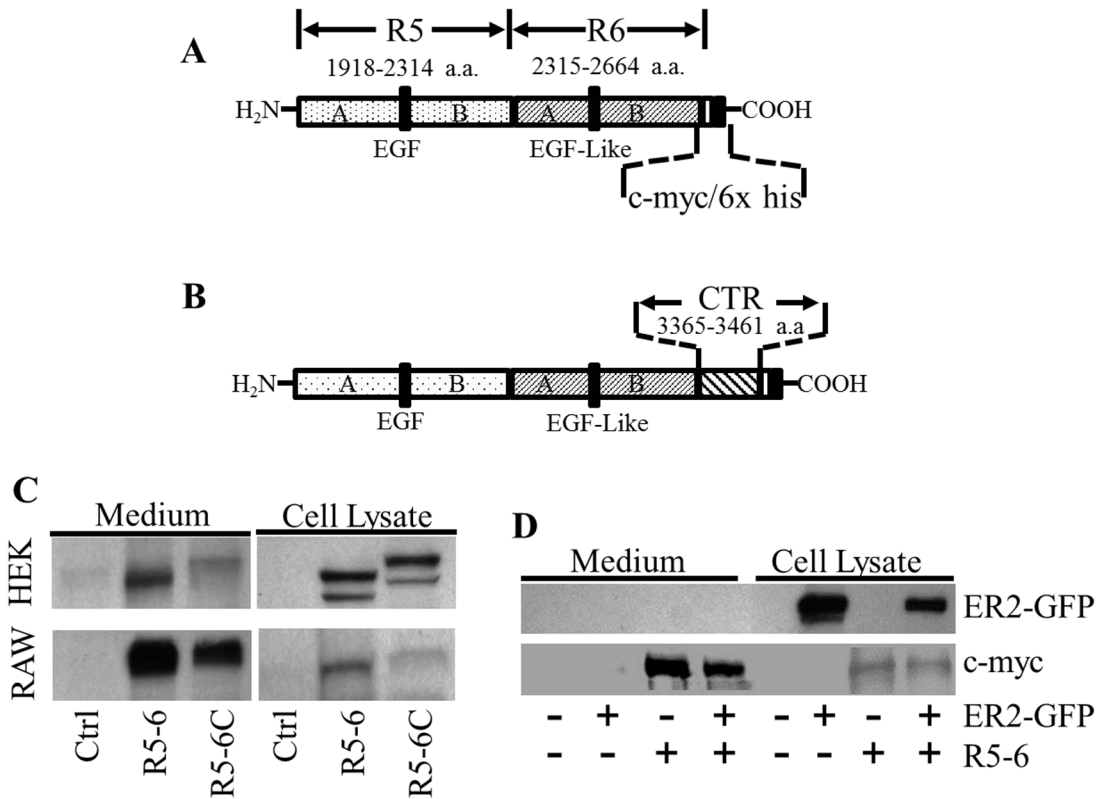 A
R5 R6
1918-2314 a.a. 2315-2664 a.a.
H₂N A B A B COOH
EGF EGF-Like
c-myc/6x his
B
CTR
3365-3461 a.a
H₂N A B A B COOH
EGF EGF-Like
C
Medium Cell Lysate
HEK
RAW
Ctrl R5-6 R5-6C Ctrl R5-6 R5-6C
D
Medium Cell Lysate
ER2-GFP
c-myc
- + - + - + - + ER2-GFP
- - + + - - + + R5-6